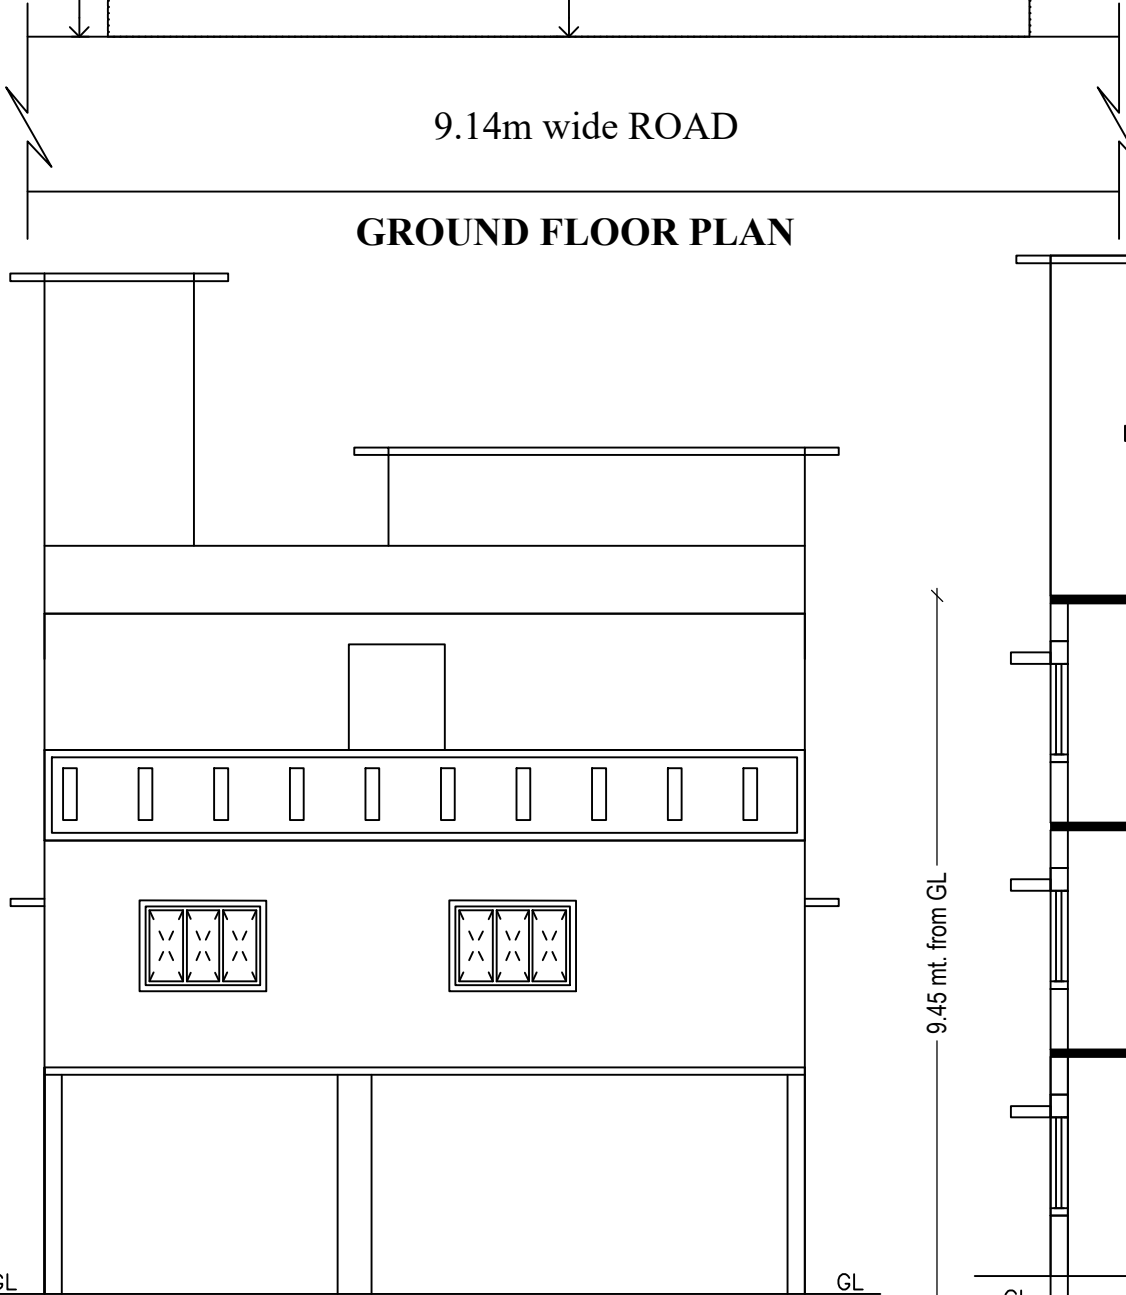 9.14m wide ROAD
GROUND FLOOR PLAN
9.45 mt. from GL
GL
GL